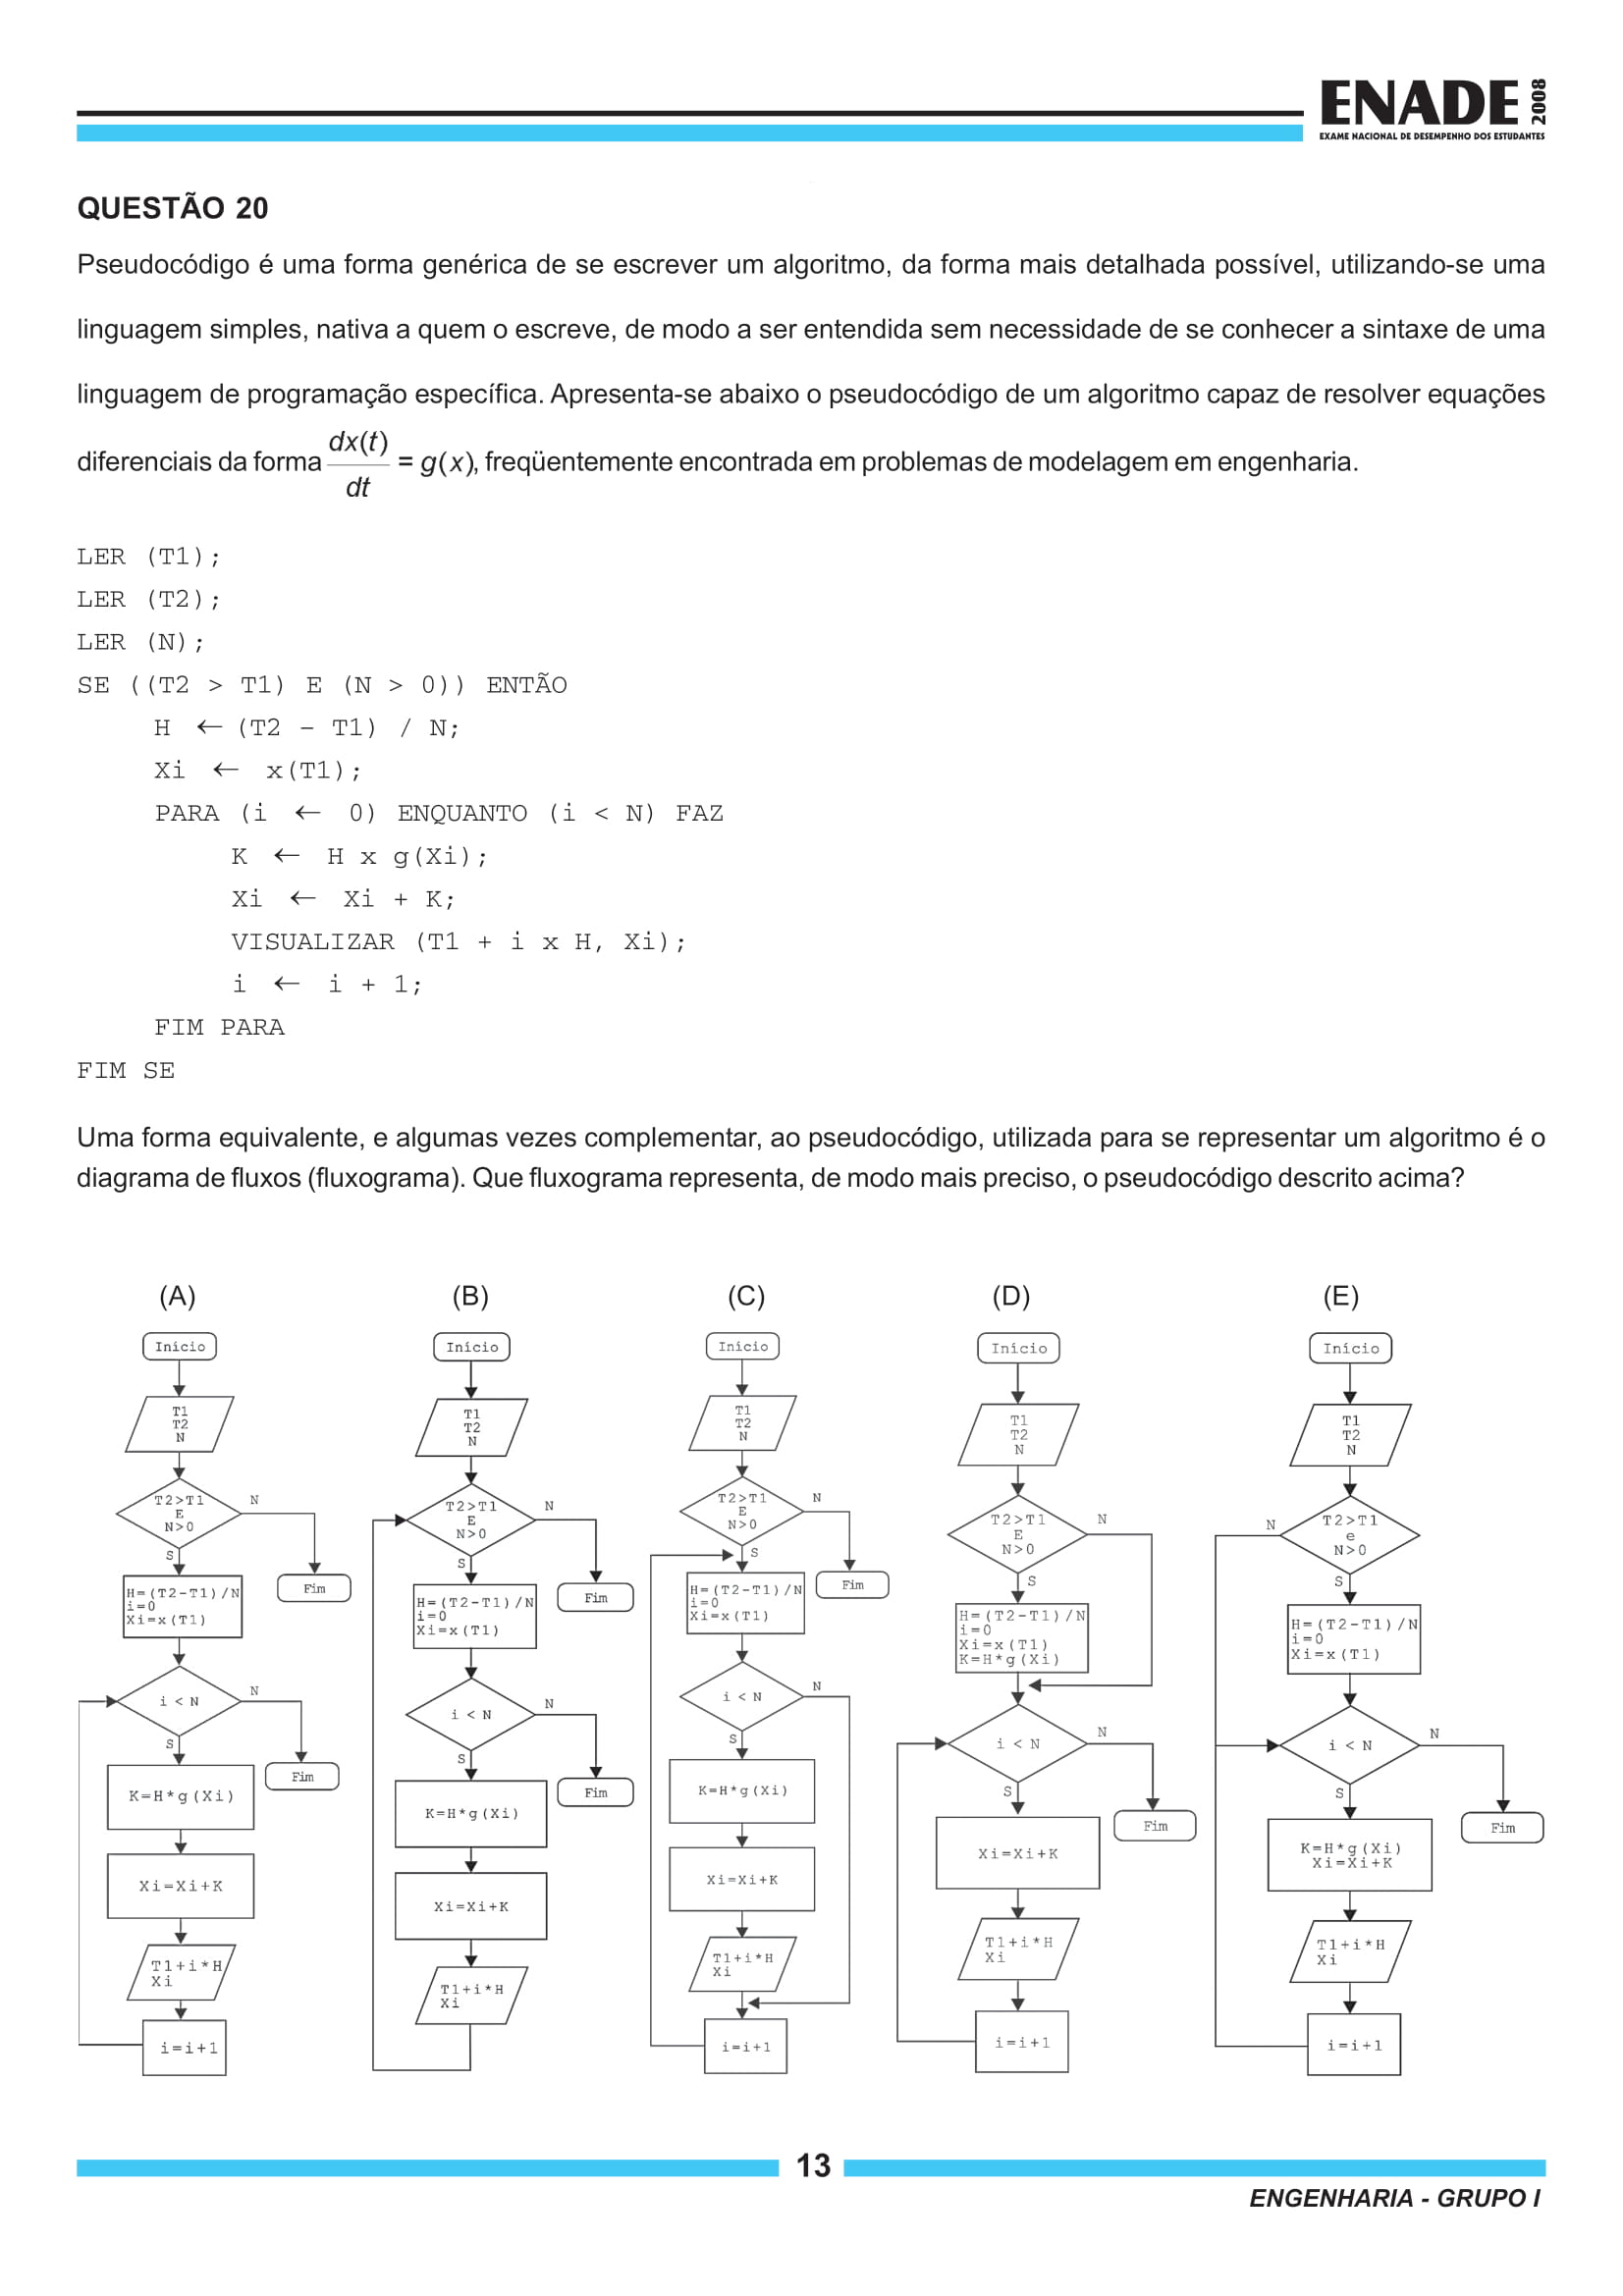 ENADE 2008
EXAME NACIONAL DE DESEMPENHO DOS ESTUDANTES
QUESTÃO 20
Pseudocódigo é uma forma genérica de se escrever um algoritmo, da forma mais detalhada possível, utilizando-se uma
linguagem simples, nativa a quem o escreve, de modo a ser entendida sem necessidade de se conhecer a sintaxe de uma
linguagem de programação específica. Apresenta-se abaixo o pseudocódigo de um algoritmo capaz de resolver equações
diferenciais da forma dx(t)/dt = g(x), freqüentemente encontrada em problemas de modelagem em engenharia.
LER (T1);
LER (T2);
LER (N);
SE ((T2 > T1) E (N > 0)) ENTÃO
H ← (T2 – T1) / N;
Xi ← x(T1);
PARA (i ← 0) ENQUANTO (i < N) FAZ
K ← H x g(Xi);
Xi ← Xi + K;
VISUALIZAR (T1 + i x H, Xi);
i ← i + 1;
FIM PARA
FIM SE
Uma forma equivalente, e algumas vezes complementar, ao pseudocódigo, utilizada para se representar um algoritmo é o
diagrama de fluxos (fluxograma). Que fluxograma representa, de modo mais preciso, o pseudocódigo descrito acima?
(A)
Início
T1
T2
N
T2>T1
E
N>0
N
S
H=(T2-T1)/N
i=0
Xi=x(T1)
Fim
i < N
N
S
Fim
K=H*g(Xi)
Xi=Xi+K
T1+i*H
Xi
i=i+1
(B)
Início
T1
T2
N
T2>T1
E
N>0
N
S
H=(T2-T1)/N
i=0
Xi=x(T1)
Fim
i < N
N
S
Fim
K=H*g(Xi)
Xi=Xi+K
T1+i*H
Xi
(C)
Início
T1
T2
N
T2>T1
E
N>0
N
S
H=(T2-T1)/N
i=0
Xi=x(T1)
Fim
i < N
N
S
K=H*g(Xi)
Xi=Xi+K
T1+i*H
Xi
i=i+1
(D)
Início
T1
T2
N
T2>T1
E
N>0
N
S
H=(T2-T1)/N
i=0
Xi=x(T1)
K=H*g(Xi)
i < N
N
S
Fim
Xi=Xi+K
T1+i*H
Xi
i=i+1
(E)
Início
T1
T2
N
T2>T1
e
N>0
N
S
H=(T2-T1)/N
i=0
Xi=x(T1)
i < N
N
S
Fim
K=H*g(Xi)
Xi=Xi+K
T1+i*H
Xi
i=i+1
13
ENGENHARIA - GRUPO I